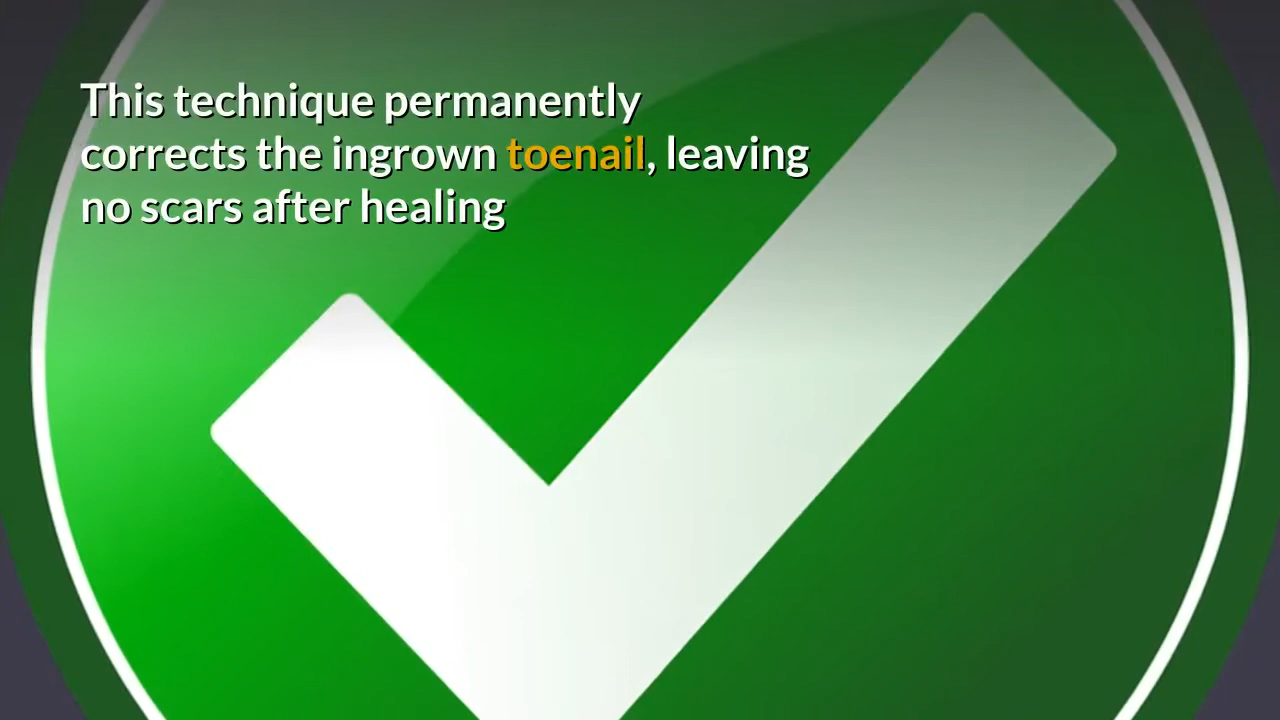 This technique permanently
corrects the ingrown toenail, leaving
no scars after healing